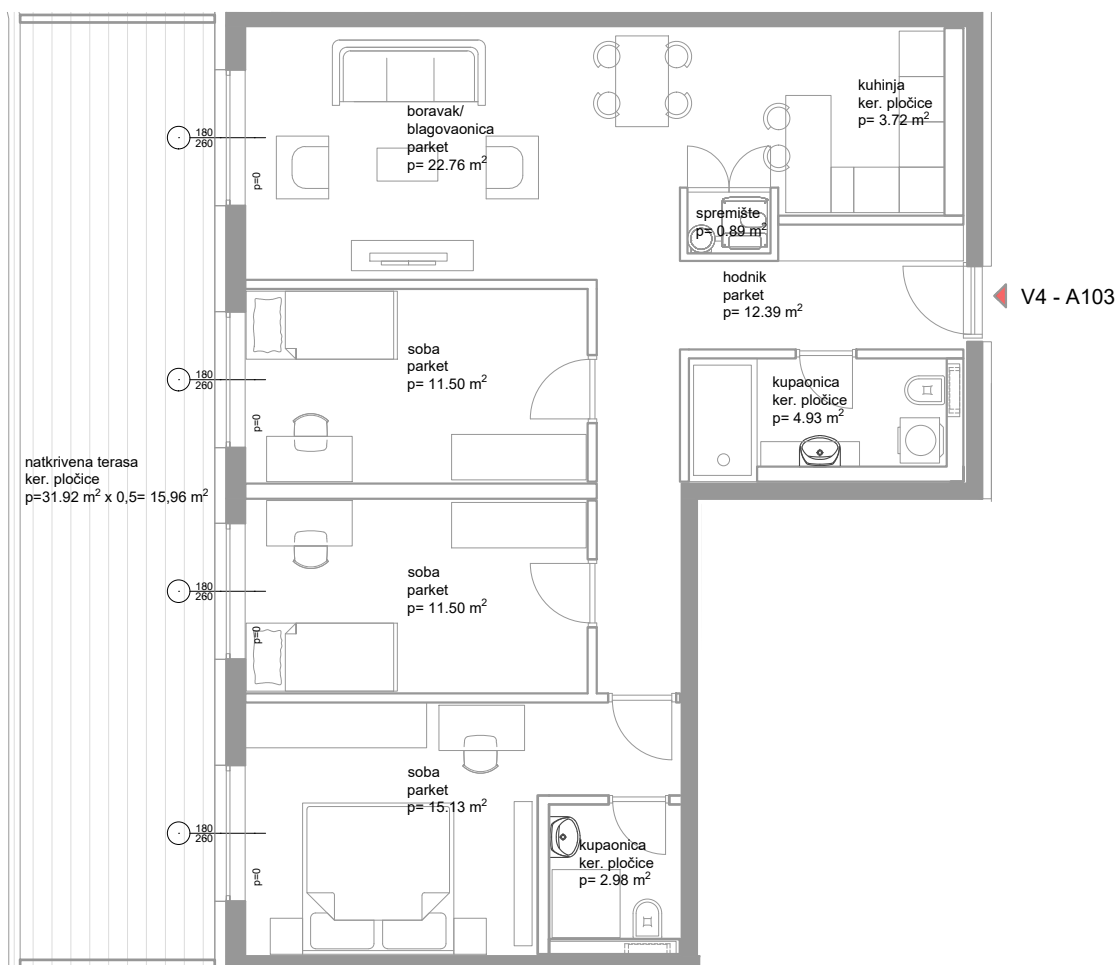 boravak/
blagovaonica
parket
p= 22.76 m²
kuhinja
ker. pločice
p= 3.72 m²
180
260
p=0
spremište
p= 0.89 m²
hodnik
parket
p= 12.39 m²
V4 - A103
soba
parket
p= 11.50 m²
180
260
p=0
kupaonica
ker. pločice
p= 4.93 m²
natkrivena terasa
ker. pločice
p=31.92 m² x 0,5= 15,96 m²
soba
parket
p= 11.50 m²
180
260
p=0
soba
parket
p= 15.13 m²
180
260
p=0
kupaonica
ker. pločice
p= 2.98 m²